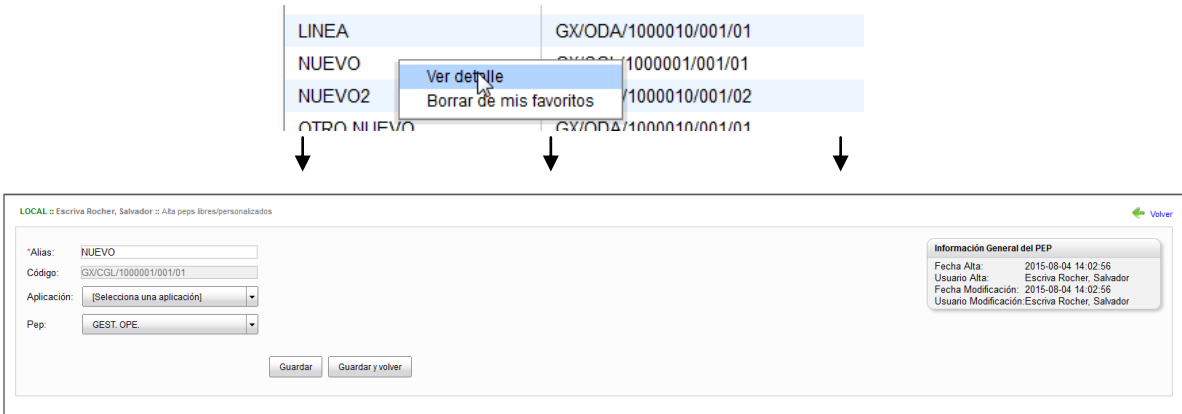 LINEA GX/ODA/1000010/001/01
NUEVO GX/CGL/1000001/001/01
Ver detalle
NUEVO2 /1000010/001/02
Borrar de mis favoritos
OTRO NUEVO GX/ODA/1000010/001/01
LOCAL :: Escriva Rocher, Salvador :: Alta peps libres/personalizados
Volver
*Alias: NUEVO
Código: GX/CGL/1000001/001/01
Aplicación: [Selecciona una aplicación]
Pep: GEST. OPE.
Guardar Guardar y volver
Información General del PEP
Fecha Alta: 2015-08-04 14:02:56
Usuario Alta: Escriva Rocher, Salvador
Fecha Modificación: 2015-08-04 14:02:56
Usuario Modificación: Escriva Rocher, Salvador